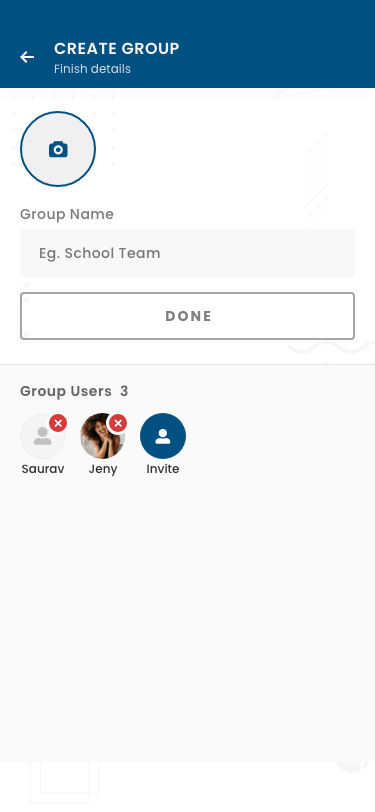 CREATE GROUP
Finish details
Group Name
Eg. School Team
DONE
Group Users 3
Saurav Jeny Invite